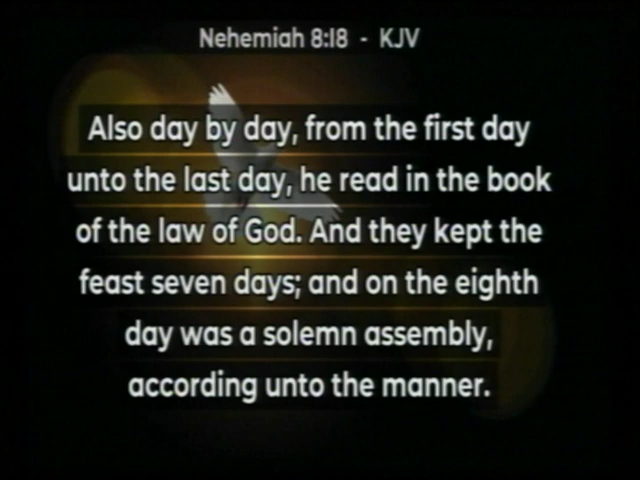 Nehemiah 8:18 - KJV
Also day by day, from the first day
unto the last day, he read in the book
of the law of God. And they kept the
feast seven days; and on the eighth
day was a solemn assembly,
according unto the manner.